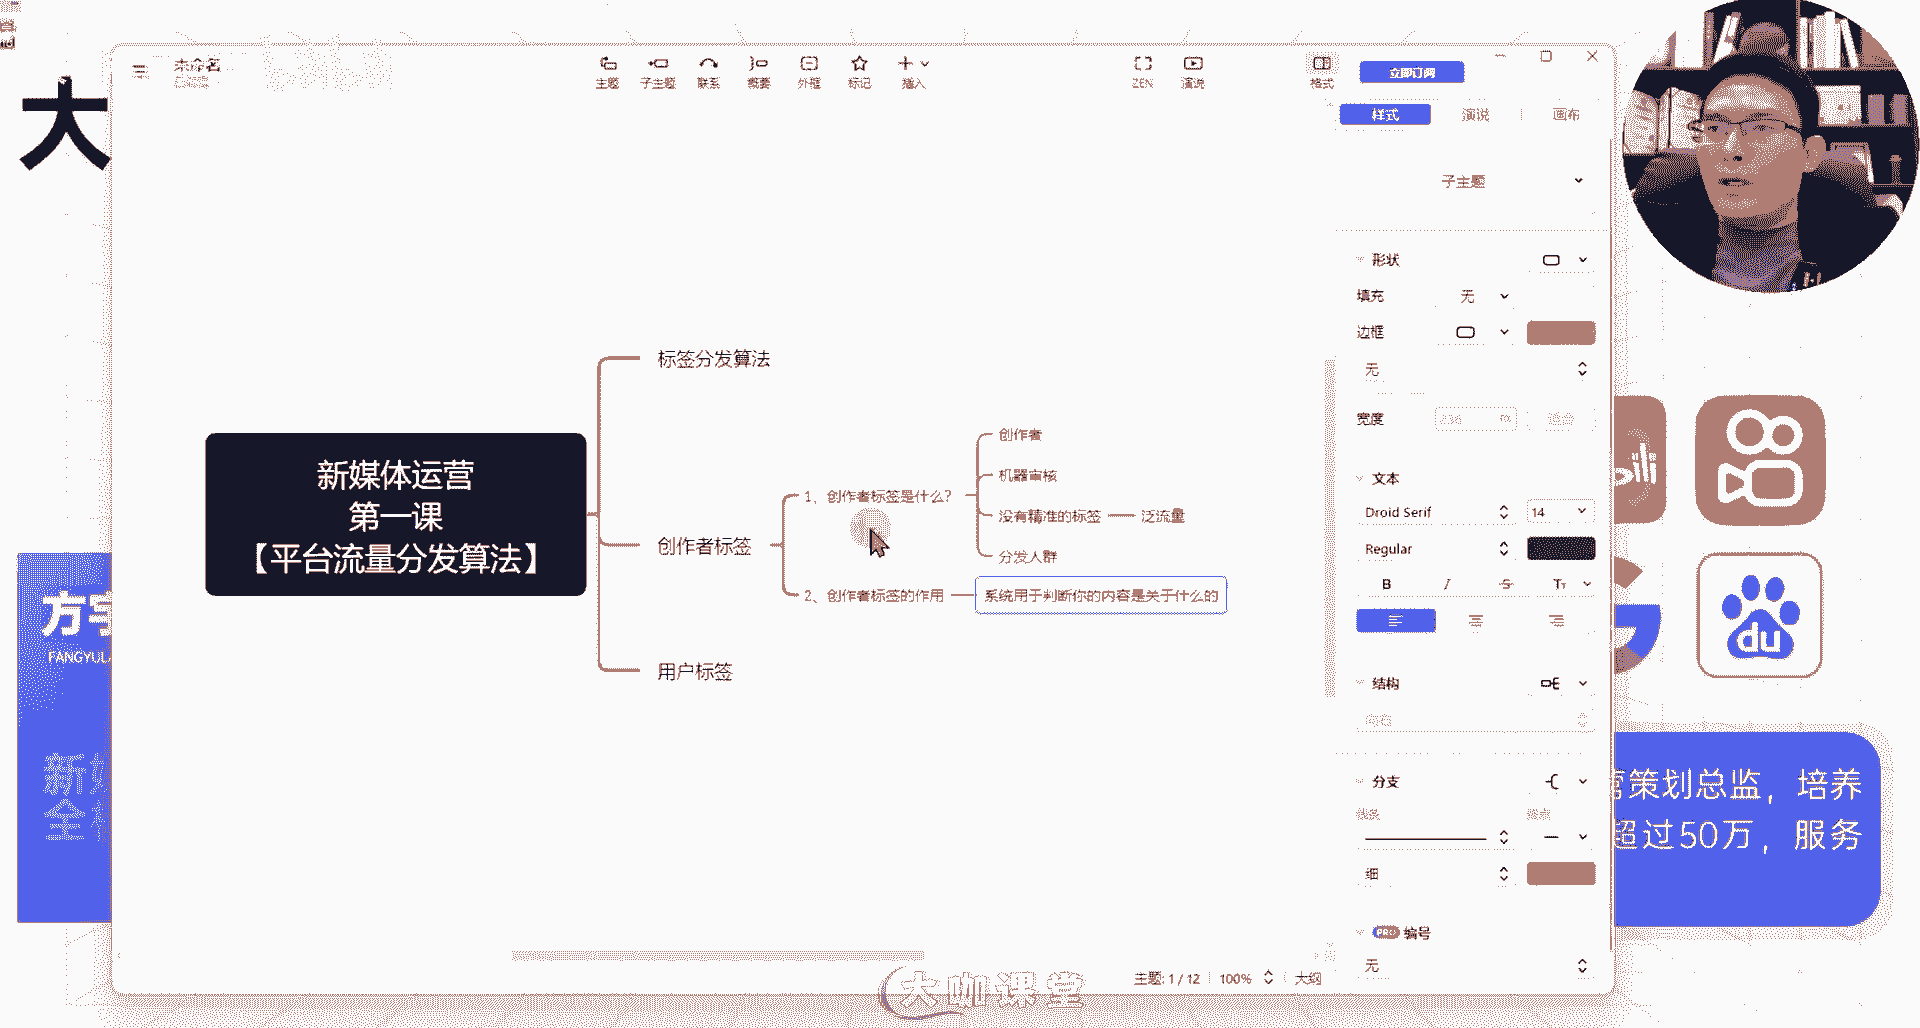 大
未命名
主题
子主题
联系
概要
外框
标记
插入
ZEN
演说
格式
立即订阅
样式
演说
画布
子主题
形状
填充
无
边框
无
宽度
236
适合
文本
Droid Serif
14
Regular
B
I
S
Tт
结构
分支
细
PRO 编号
无
标签分发算法
新媒体运营
第一课
【平台流量分发算法】
创作者标签
1、创作者标签是什么?
创作者
机器审核
没有精准的标签
泛流量
分发人群
2、创作者标签的作用
系统用于判断你的内容是关于什么的
用户标签
FANGYU
新
全
ili
du
策划总监，培养
超过50万，服务
主题: 1 / 12
100%
大纲
大咖课堂